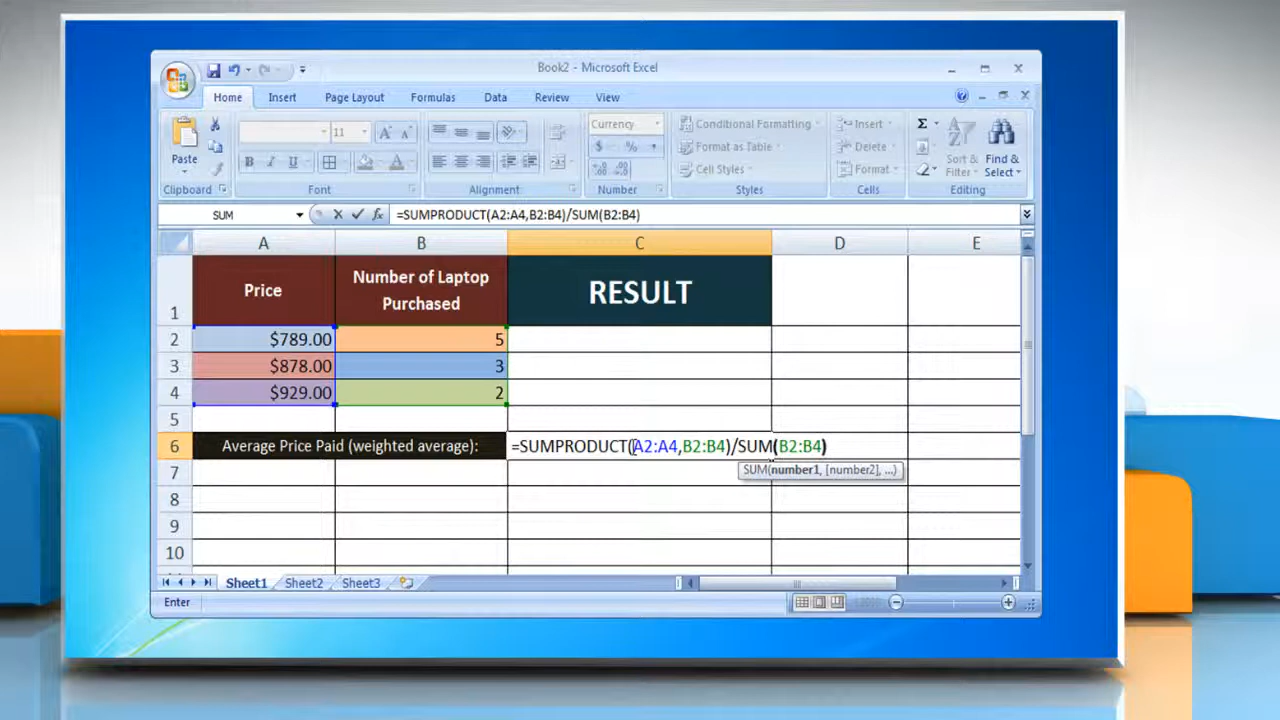 Book2 - Microsoft Excel
Home Insert Page Layout Formulas Data Review View
Paste
Clipboard
11
Font
Alignment
Currency
$ % ,
Number
Conditional Formatting
Format as Table
Cell Styles
Styles
Insert
Delete
Format
Cells
Σ
Sort & Filter
Find & Select
Editing
SUM fx =SUMPRODUCT(A2:A4,B2:B4)/SUM(B2:B4)
A B C D E
1 Price Number of Laptop Purchased RESULT
2 $789.00 5
3 $878.00 3
4 $929.00 2
5
6 Average Price Paid (weighted average): =SUMPRODUCT(A2:A4,B2:B4)/SUM(B2:B4)
SUM(number1, [number2], ...)
7
8
9
10
Sheet1 Sheet2 Sheet3
Enter